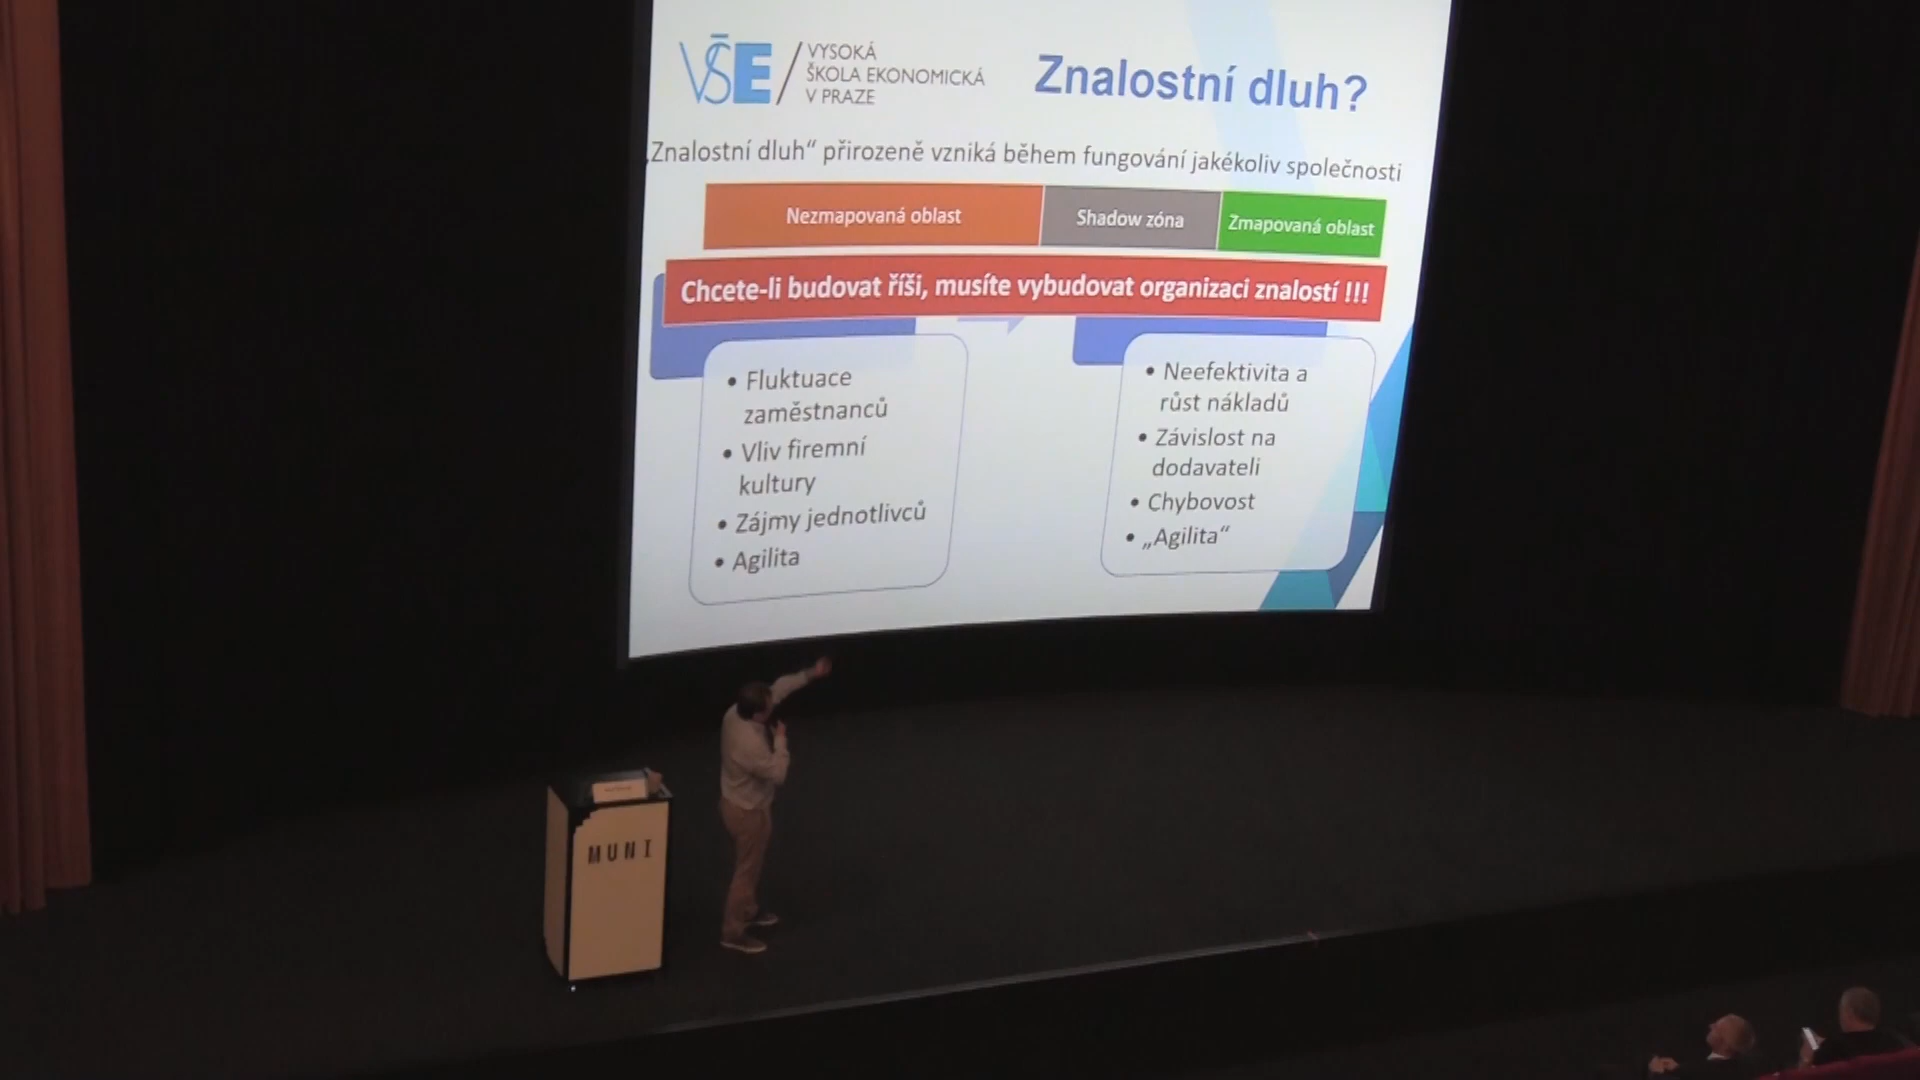 VŠE
VYSOKÁ
ŠKOLA EKONOMICKÁ
V PRAZE
Znalostní dluh?
„Znalostní dluh“ přirozeně vzniká během fungování jakékoliv společnosti
Nezmapovaná oblast
Shadow zóna
Zmapovaná oblast
Chcete-li budovat říši, musíte vybudovat organizaci znalostí !!!
• Fluktuace
zaměstnanců
• Vliv firemní
kultury
• Zájmy jednotlivců
• Agilita
• Neefektivita a
růst nákladů
• Závislost na
dodavateli
• Chybovost
• „Agilita“
MUNI